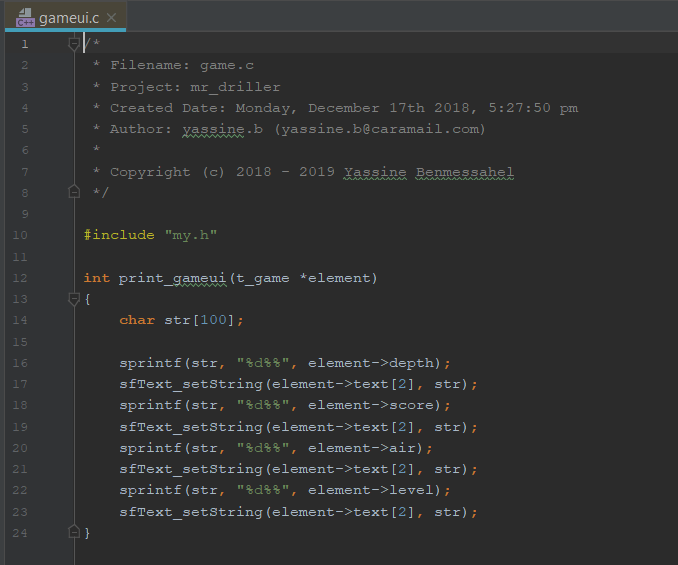 gameui.c
1 /*
2 * Filename: game.c
3 * Project: mr_driller
4 * Created Date: Monday, December 17th 2018, 5:27:50 pm
5 * Author: yassine.b (yassine.b@caramail.com)
6 *
7 * Copyright (c) 2018 - 2019 Yassine Benmessahel
8 */
9
10 #include "my.h"
11
12 int print_gameui(t_game *element)
13 {
14 char str[100];
15
16 sprintf(str, "%d%%", element->depth);
17 sfText_setString(element->text[2], str);
18 sprintf(str, "%d%%", element->score);
19 sfText_setString(element->text[2], str);
20 sprintf(str, "%d%%", element->air);
21 sfText_setString(element->text[2], str);
22 sprintf(str, "%d%%", element->level);
23 sfText_setString(element->text[2], str);
24 }